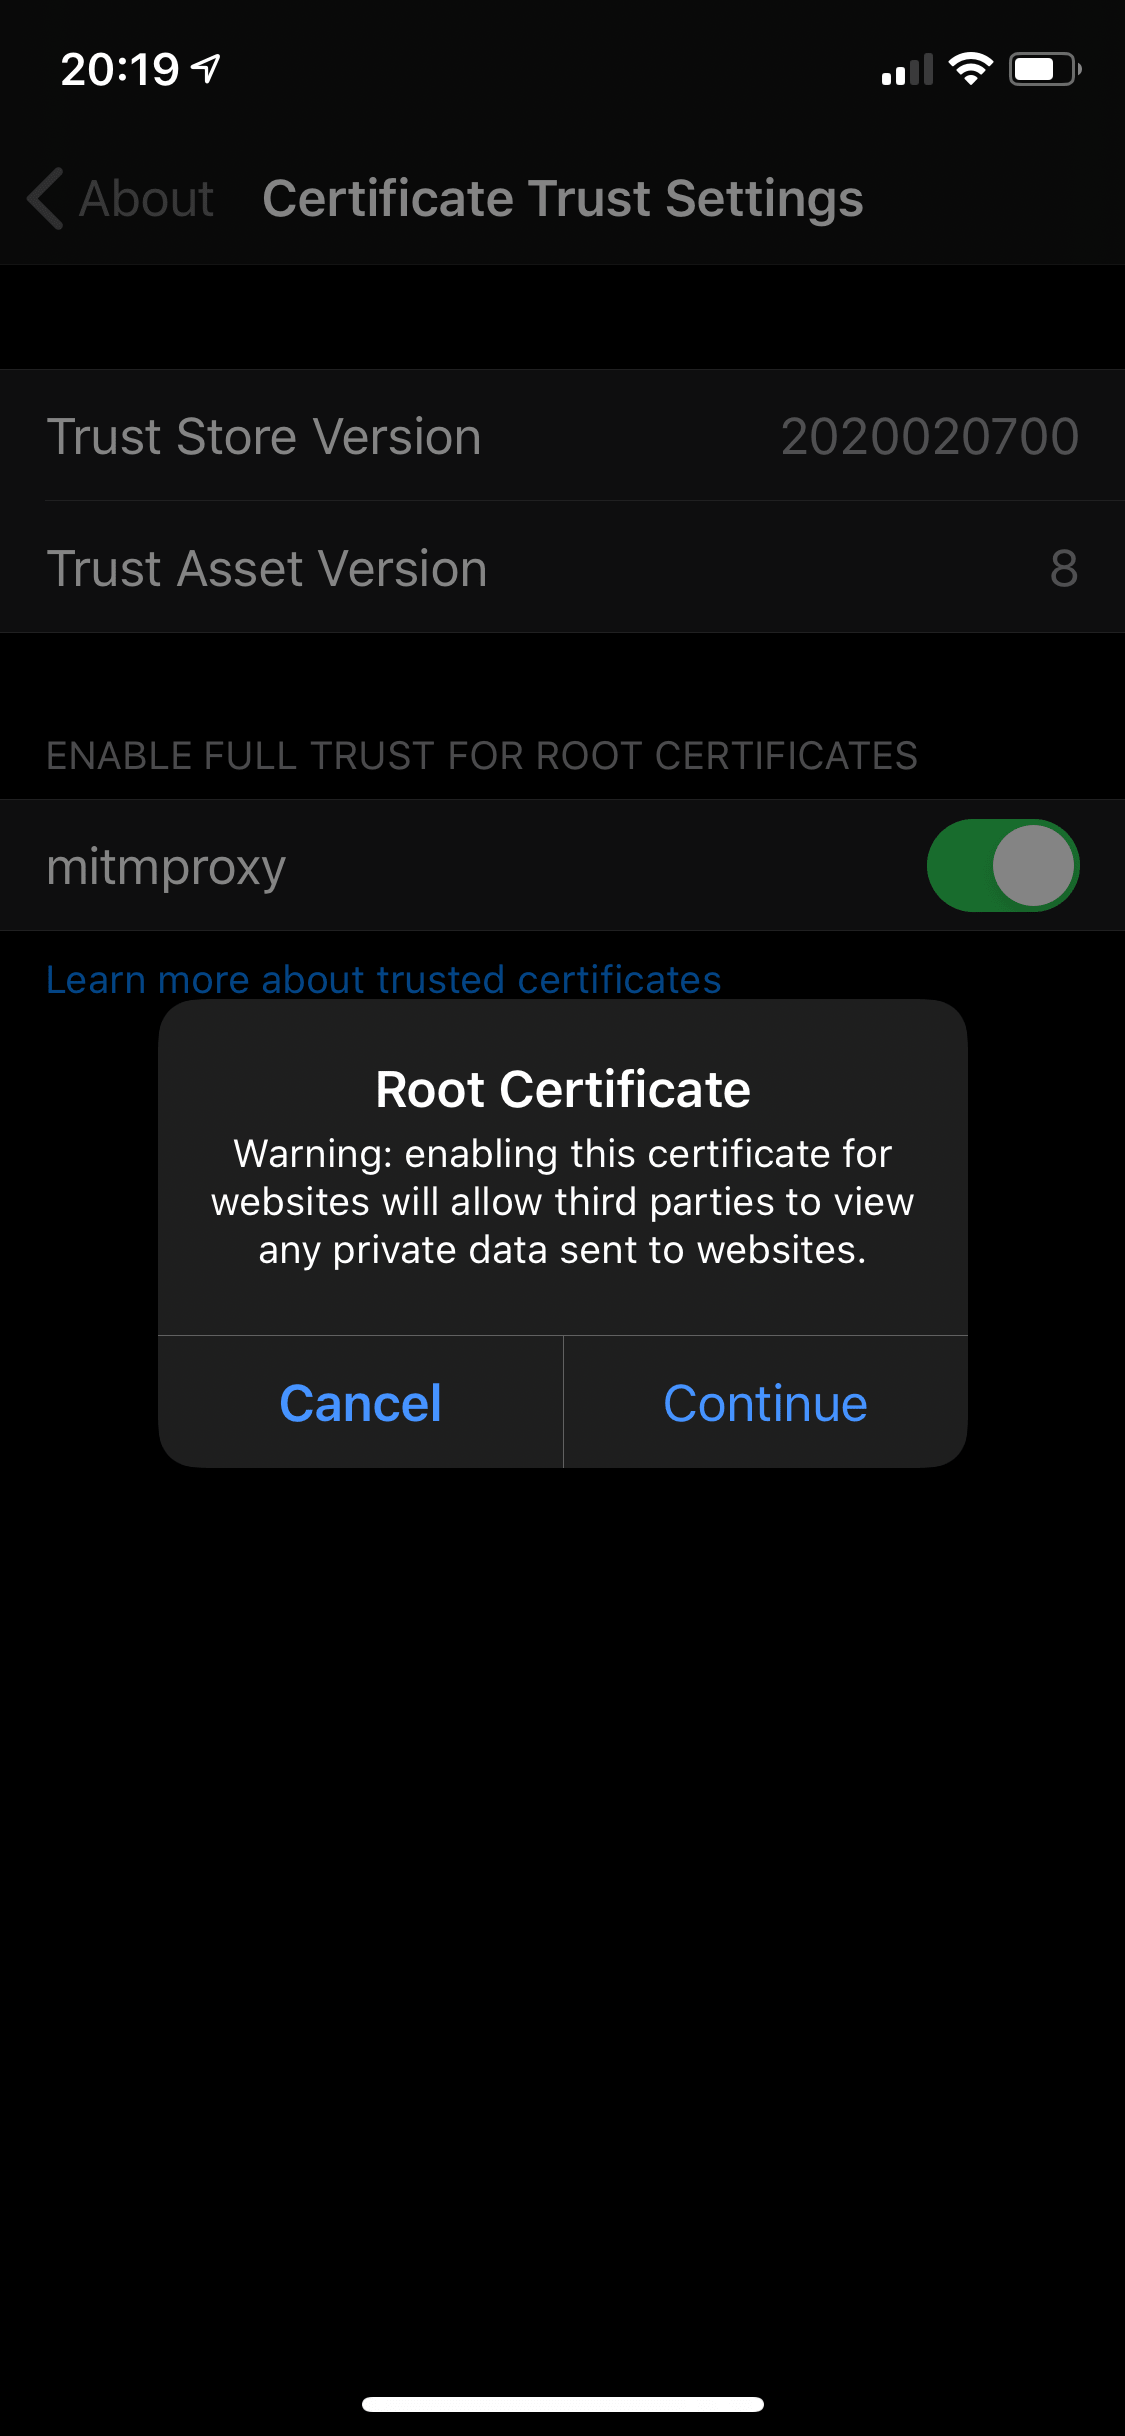 20:19
About Certificate Trust Settings
Trust Store Version 2020020700
Trust Asset Version 8
ENABLE FULL TRUST FOR ROOT CERTIFICATES
mitmproxy
Learn more about trusted certificates
Root Certificate
Warning: enabling this certificate for
websites will allow third parties to view
any private data sent to websites.
Cancel Continue